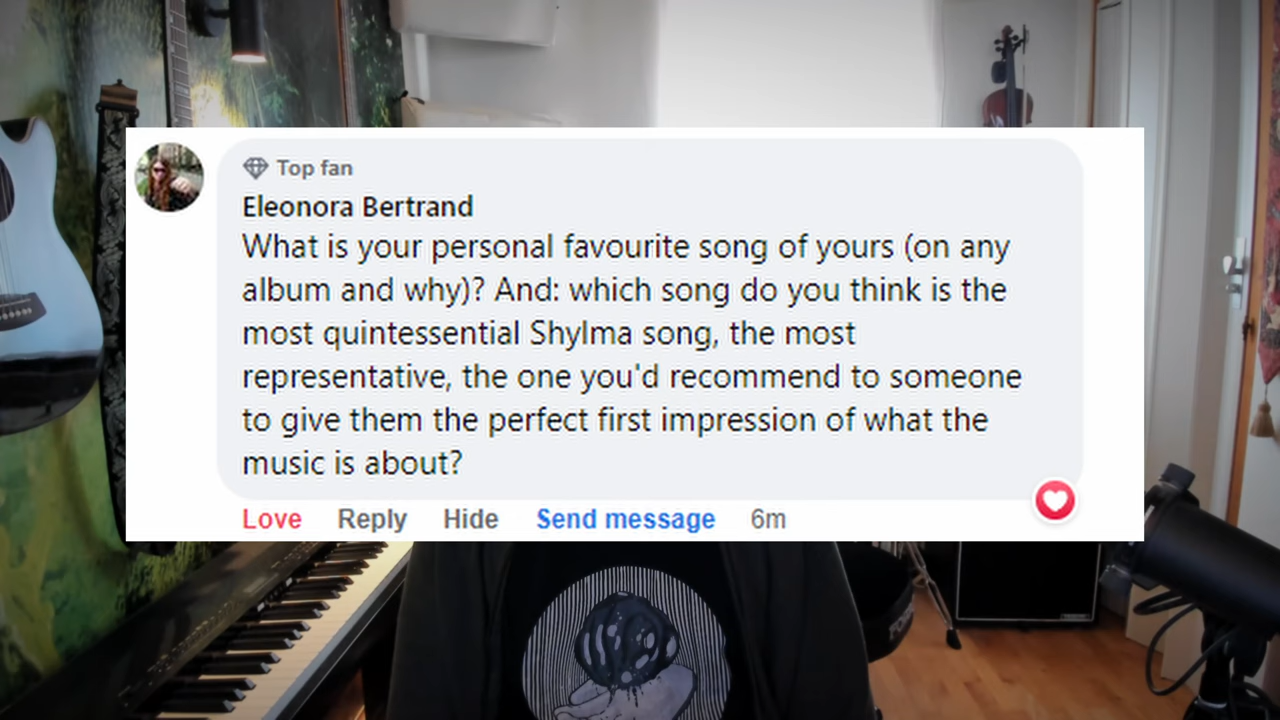 Top fan
Eleonora Bertrand
What is your personal favourite song of yours (on any
album and why)? And: which song do you think is the
most quintessential Shylma song, the most
representative, the one you'd recommend to someone
to give them the perfect first impression of what the
music is about?
Love Reply Hide Send message 6m